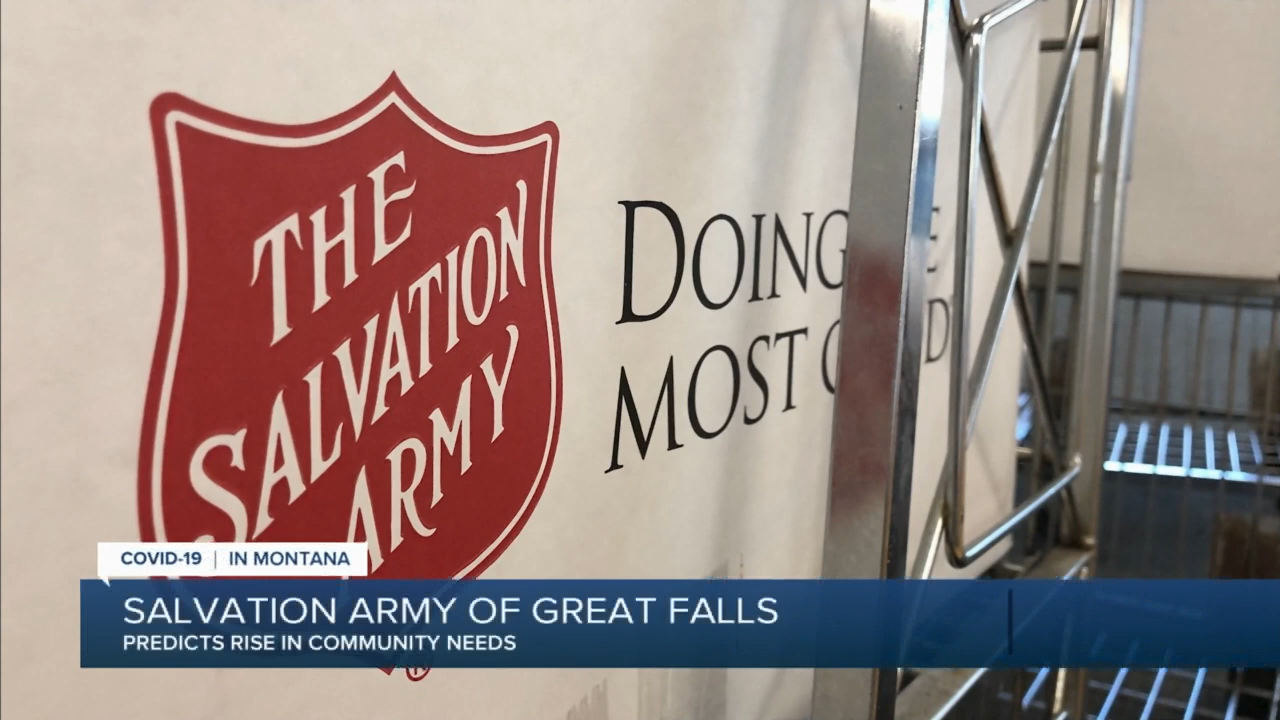 THE
SALVATION
ARMY
DOING
MOST
COVID-19 | IN MONTANA
SALVATION ARMY OF GREAT FALLS
PREDICTS RISE IN COMMUNITY NEEDS
®